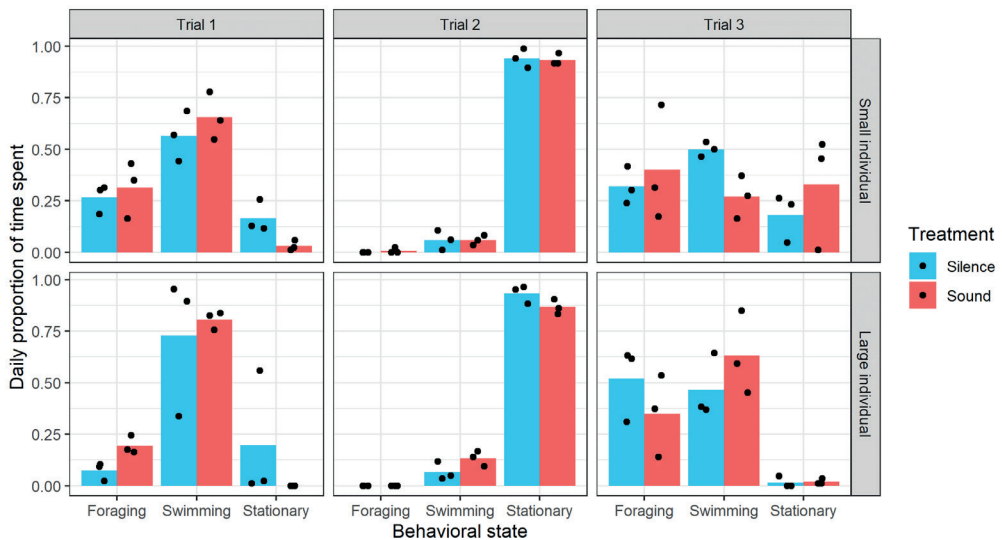 Trial 1 Trial 2 Trial 3
Daily proportion of time spent
1.00
0.75
0.50
0.25
0.00
Small individual
1.00
0.75
0.50
0.25
0.00
Large individual
Foraging Swimming Stationary Foraging Swimming Stationary Foraging Swimming Stationary
Behavioral state
Treatment
Silence
Sound